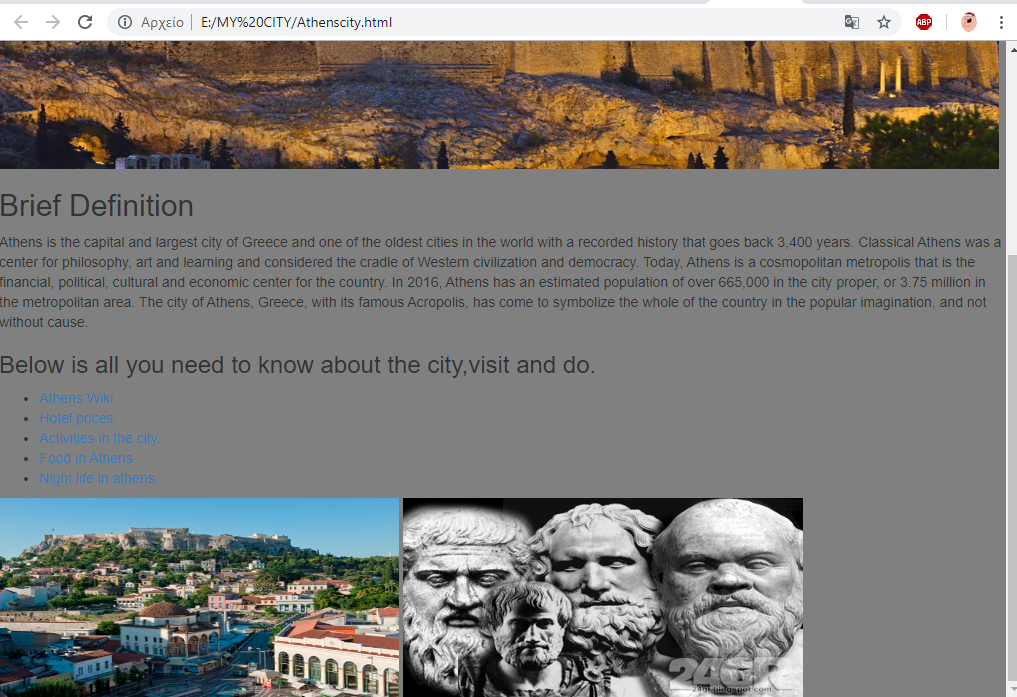 Αρχείο E:/MY%20CITY/Athenscity.html
ABP
Brief Definition
Athens is the capital and largest city of Greece and one of the oldest cities in the world with a recorded history that goes back 3,400 years. Classical Athens was a
center for philosophy, art and learning and considered the cradle of Western civilization and democracy. Today, Athens is a cosmopolitan metropolis that is the
financial, political, cultural and economic center for the country. In 2016, Athens has an estimated population of over 665,000 in the city proper, or 3.75 million in
the metropolitan area. The city of Athens, Greece, with its famous Acropolis, has come to symbolize the whole of the country in the popular imagination, and not
without cause.
Below is all you need to know about the city,visit and do.
Athens Wiki.
Hotel prices.
Activities in the city.
Food in Athens.
Night life in athens.
24GR
24gr.blogspot.com